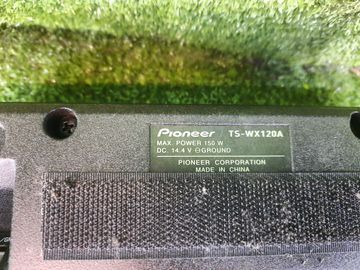 Pioneer TS-WX120A
MAX. POWER 150 W
DC. 14.4 V ⊖GROUND
PIONEER CORPORATION
MADE IN CHINA